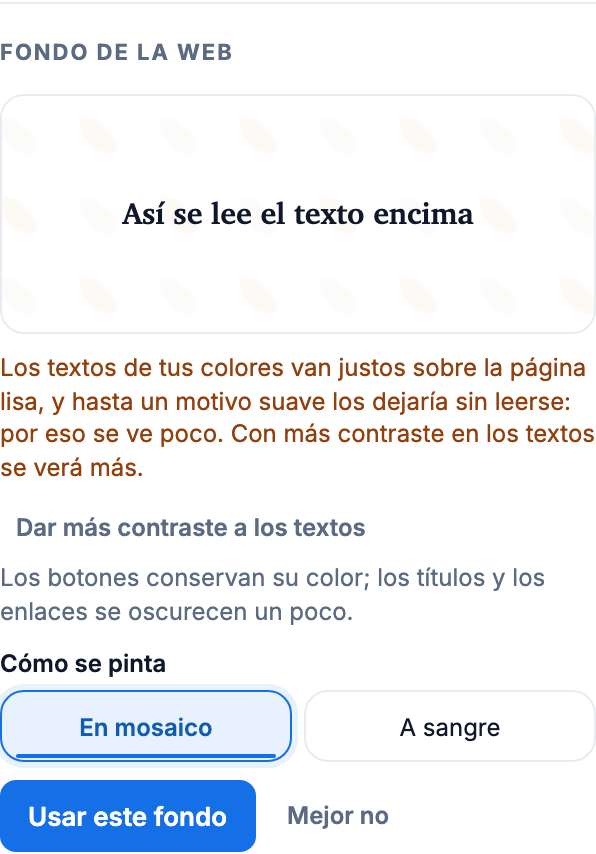 FONDO DE LA WEB
Así se lee el texto encima
Los textos de tus colores van justos sobre la página
lisa, y hasta un motivo suave los dejaría sin leerse:
por eso se ve poco. Con más contraste en los textos
se verá más.
Dar más contraste a los textos
Los botones conservan su color; los títulos y los
enlaces se oscurecen un poco.
Cómo se pinta
En mosaico
A sangre
Usar este fondo
Mejor no